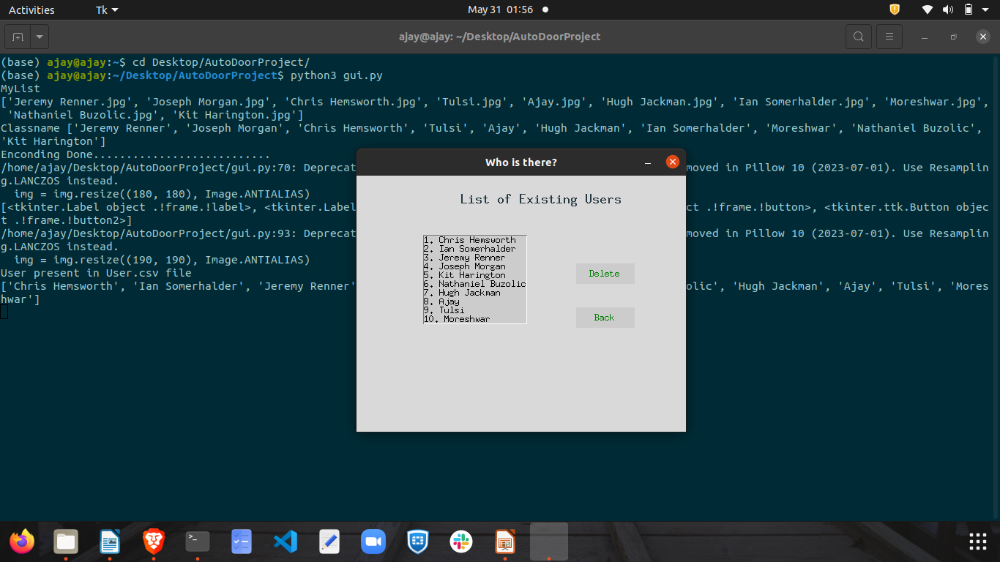 Activities Tk May 31 01:56
ajay@ajay: ~/Desktop/AutoDoorProject
(base) ajay@ajay:~$ cd Desktop/AutoDoorProject/
(base) ajay@ajay:~/Desktop/AutoDoorProject$ python3 gui.py
MyList
['Jeremy Renner.jpg', 'Joseph Morgan.jpg', 'Chris Hemsworth.jpg', 'Tulsi.jpg', 'Ajay.jpg', 'Hugh Jackman.jpg', 'Ian Somerhalder.jpg', 'Moreshwar.jpg',
'Nathaniel Buzolic.jpg', 'Kit Harington.jpg']
Classname ['Jeremy Renner', 'Joseph Morgan', 'Chris Hemsworth', 'Tulsi', 'Ajay', 'Hugh Jackman', 'Ian Somerhalder', 'Moreshwar', 'Nathaniel Buzolic',
'Kit Harington']
Enconding Done...........................
/home/ajay/Desktop/AutoDoorProject/gui.py:70: Deprecat moved in Pillow 10 (2023-07-01). Use Resamplin
g.LANCZOS instead.
img = img.resize((180, 180), Image.ANTIALIAS)
[<tkinter.Label object .!frame.!label>, <tkinter.Label ct .!frame.!button>, <tkinter.ttk.Button objec
t .!frame.!button2>]
/home/ajay/Desktop/AutoDoorProject/gui.py:93: Deprecat moved in Pillow 10 (2023-07-01). Use Resamplin
g.LANCZOS instead.
img = img.resize((190, 190), Image.ANTIALIAS)
User present in User.csv file
['Chris Hemsworth', 'Ian Somerhalder', 'Jeremy Renner' olic', 'Hugh Jackman', 'Ajay', 'Tulsi', 'Mores
hwar']
Who is there?
List of Existing Users
1. Chris Hemsworth
2. Ian Somerhalder
3. Jeremy Renner
4. Joseph Morgan
5. Kit Harington
6. Nathaniel Buzolic
7. Hugh Jackman
8. Ajay
9. Tulsi
10. Moreshwar
Delete
Back